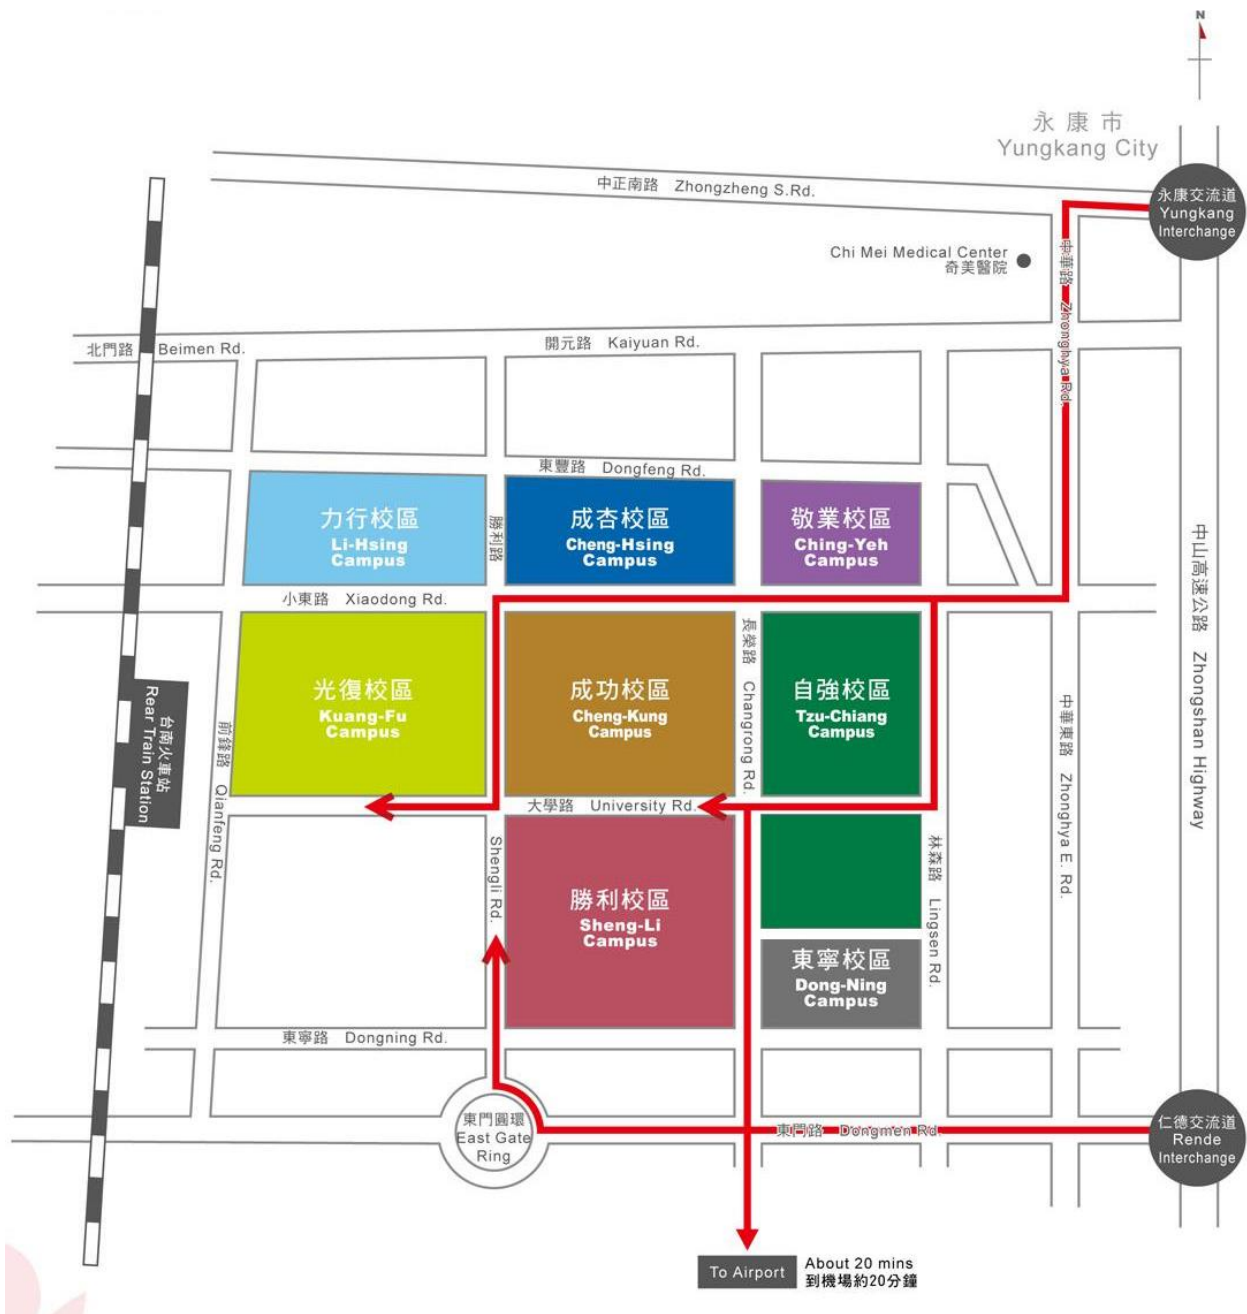 N
永康市
Yungkang City
永康交流道
Yungkang
Interchange
中正南路 Zhongzheng S.Rd.
Chi Mei Medical Center
奇美醫院
中華路 Zhonghya Rd.
北門路 Beimen Rd.
開元路 Kaiyuan Rd.
東豐路 Dongfeng Rd.
力行校區
Li-Hsing
Campus
勝利路
成杏校區
Cheng-Hsing
Campus
敬業校區
Ching-Yeh
Campus
中山高速公路 Zhongshan Highway
小東路 Xiaodong Rd.
光復校區
Kuang-Fu
Campus
成功校區
Cheng-Kung
Campus
長榮路 Changrong Rd.
自強校區
Tzu-Chiang
Campus
台南火車站
Rear Train Station
前鋒路 Qianfeng Rd.
中華東路 Zhonghya E. Rd.
大學路 University Rd.
Shengli Rd.
勝利校區
Sheng-Li
Campus
林森路 Lingsen Rd.
東寧校區
Dong-Ning
Campus
東寧路 Dongning Rd.
東門圓環
East Gate
Ring
東門路 Dongmen Rd.
仁德交流道
Rende
Interchange
To Airport
About 20 mins
到機場約20分鐘